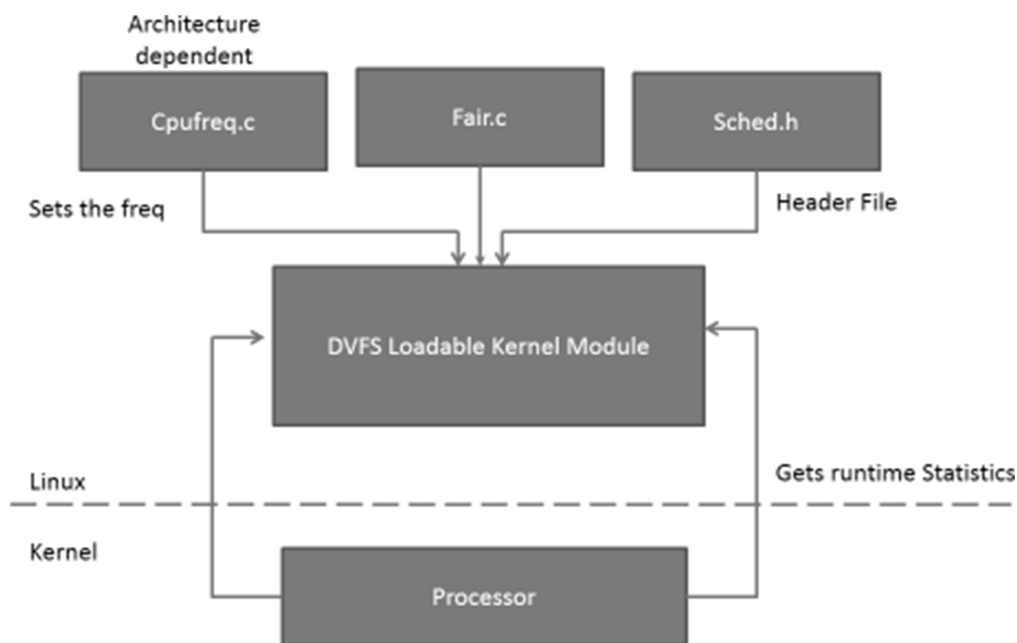 Architecture
dependent
Cpufreq.c
Fair.c
Sched.h
Sets the freq
Header File
DVFS Loadable Kernel Module
Linux
Gets runtime Statistics
Kernel
Processor